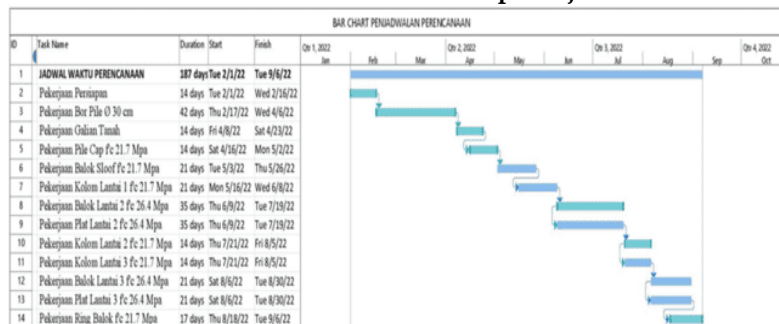 BAR CHART PENJADWALAN PERENCANAAN
ID Task Name Duration Start Finish Qtr 1, 2022 Qtr 2, 2022 Qtr 3, 2022 Qtr 4, 2022
Jan Feb Mar Apr May Jun Jul Aug Sep Oct
1 JADWAL WAKTU PERENCANAAN 187 days Tue 2/1/22 Tue 9/6/22
2 Pekerjaan Persiapan 14 days Tue 2/1/22 Wed 2/16/22
3 Pekerjaan Bor Pile Ø 30 cm 42 days Thu 2/17/22 Wed 4/6/22
4 Pekerjaan Galian Tanah 14 days Fri 4/8/22 Sat 4/23/22
5 Pekerjaan Pile Cap f'c 21.7 Mpa 14 days Sat 4/16/22 Mon 5/2/22
6 Pekerjaan Balok Sloof f'c 21.7 Mpa 21 days Tue 5/3/22 Thu 5/26/22
7 Pekerjaan Kolom Lantai 1 f'c 21.7 Mpa 21 days Mon 5/16/22 Wed 6/8/22
8 Pekerjaan Balok Lantai 2 f'c 26.4 Mpa 35 days Thu 6/9/22 Tue 7/19/22
9 Pekerjaan Plat Lantai 2 f'c 26.4 Mpa 35 days Thu 6/9/22 Tue 7/19/22
10 Pekerjaan Kolom Lantai 2 f'c 21.7 Mpa 14 days Thu 7/21/22 Fri 8/5/22
11 Pekerjaan Kolom Lantai 3 f'c 21.7 Mpa 14 days Thu 7/21/22 Fri 8/5/22
12 Pekerjaan Balok Lantai 3 f'c 26.4 Mpa 21 days Sat 8/6/22 Tue 8/30/22
13 Pekerjaan Plat Lantai 3 f'c 26.4 Mpa 21 days Sat 8/6/22 Tue 8/30/22
14 Pekerjaan Ring Balok f'c 21.7 Mpa 17 days Thu 8/18/22 Tue 9/6/22